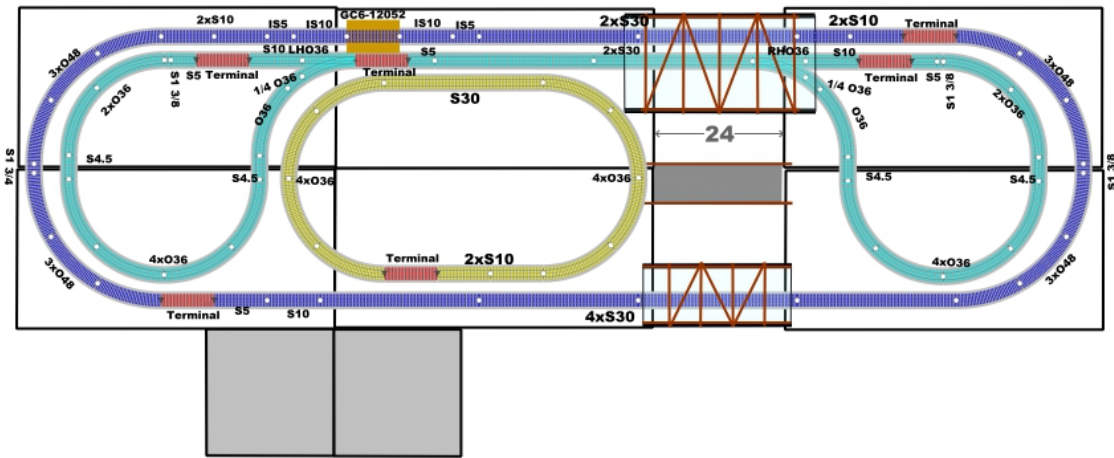 GC6-12052
2xS10
IS5
IS10
IS10
IS5
2xS30
2xS10
Terminal
3xO48
S10
LHO36
S5
2xS30
RHO36
S10
3xO48
S5
Terminal
S1 3/8
Terminal
Terminal
S5
S1 3/8
2xO36
1/4 O36
S30
1/4 O36
2xO36
O36
O36
24
S1 3/4
S4.5
S4.5
4xO36
4xO36
S4.5
S4.5
S1 3/8
4xO36
Terminal
2xS10
4xO36
3xO48
3xO48
Terminal
S5
S10
4xS30